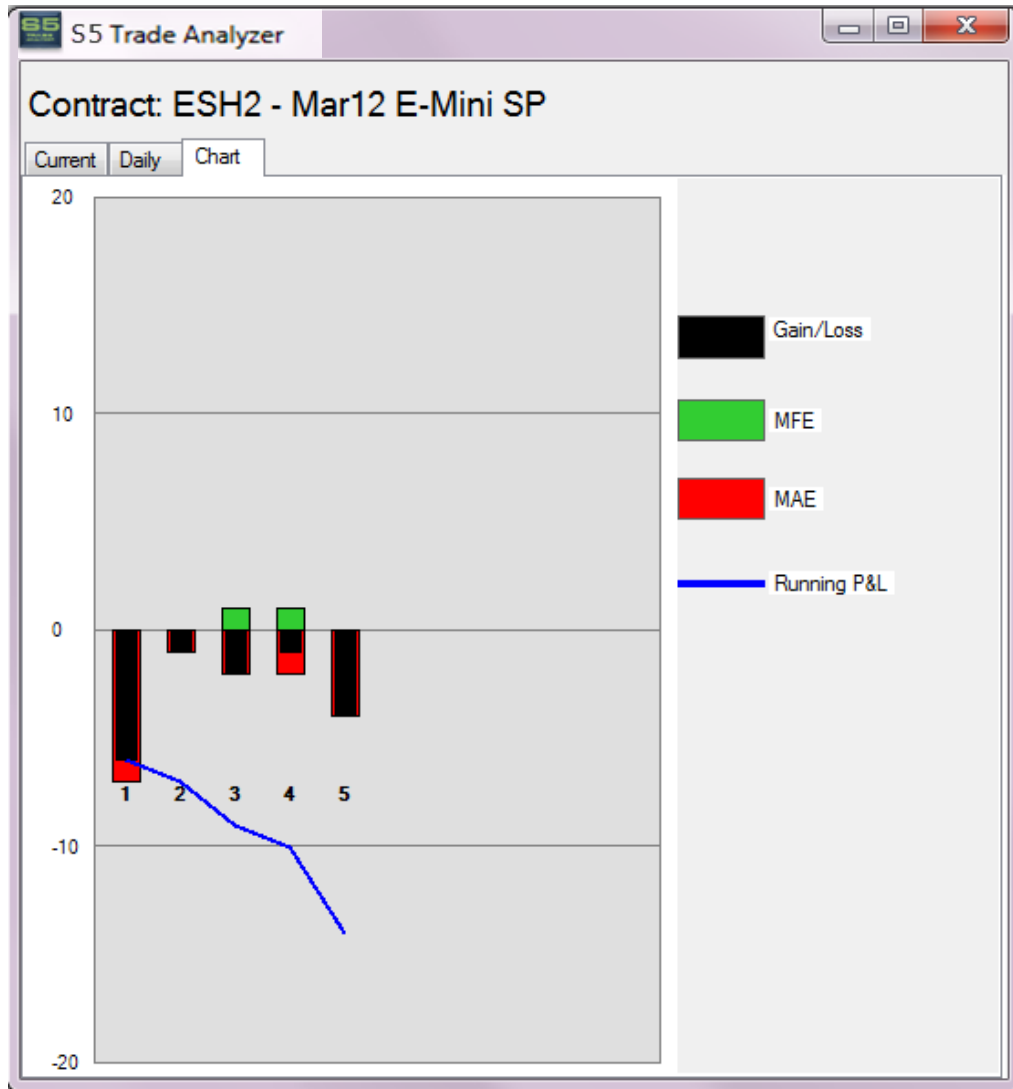 S5 S5 Trade Analyzer
Contract: ESH2 - Mar12 E-Mini SP
Current Daily Chart
20
10
0
-10
-20
1 2 3 4 5
Gain/Loss
MFE
MAE
Running P&L